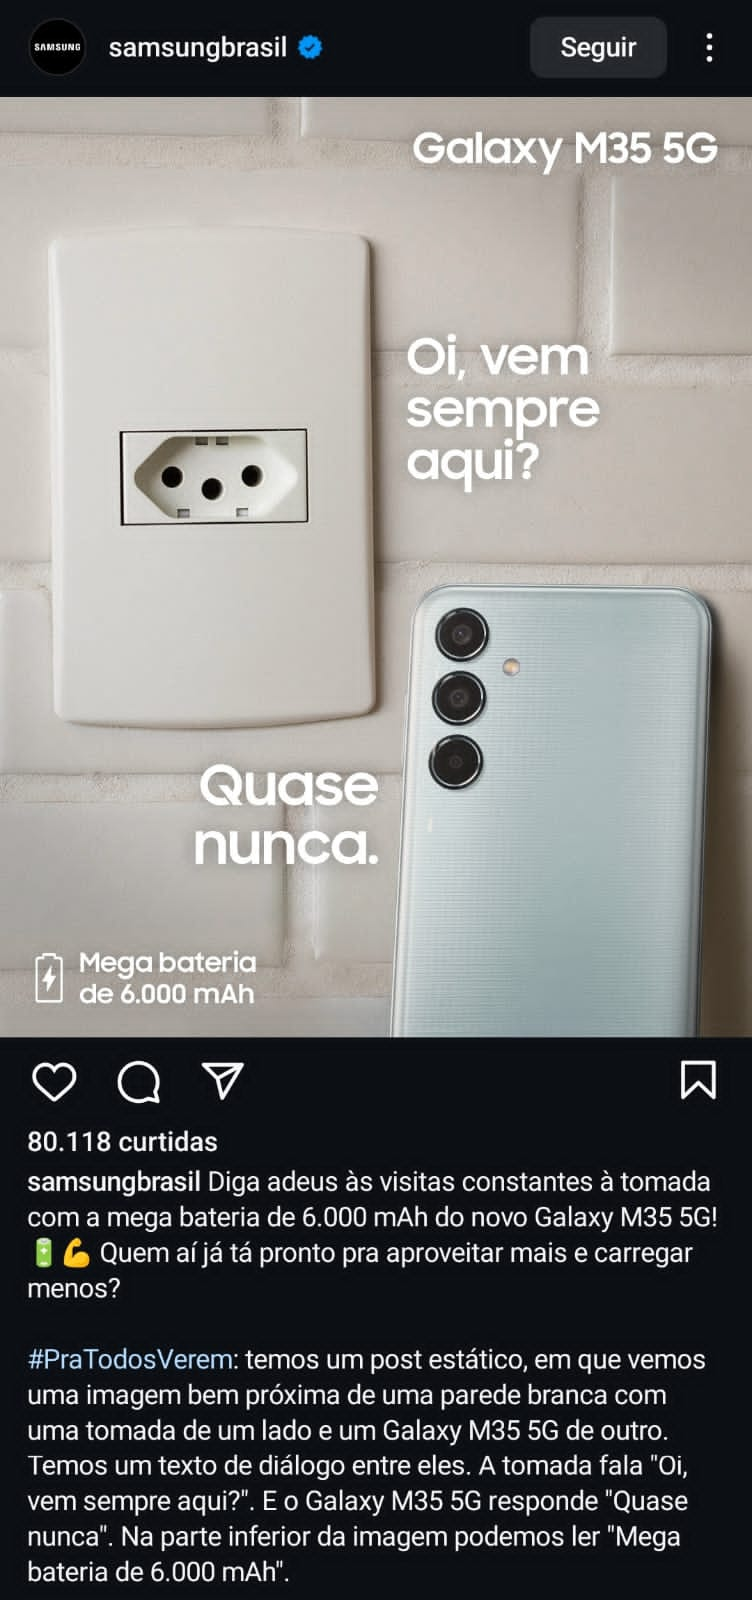 SAMSUNG
samsungbrasil
Seguir
Galaxy M35 5G
Oi, vem
sempre
aqui?
Quase
nunca.
Mega bateria
de 6.000 mAh
80.118 curtidas
samsungbrasil Diga adeus às visitas constantes à tomada
com a mega bateria de 6.000 mAh do novo Galaxy M35 5G!
🔋💪 Quem aí já tá pronto pra aproveitar mais e carregar
menos?
#PraTodosVerem: temos um post estático, em que vemos
uma imagem bem próxima de uma parede branca com
uma tomada de um lado e um Galaxy M35 5G de outro.
Temos um texto de diálogo entre eles. A tomada fala "Oi,
vem sempre aqui?". E o Galaxy M35 5G responde "Quase
nunca". Na parte inferior da imagem podemos ler "Mega
bateria de 6.000 mAh".